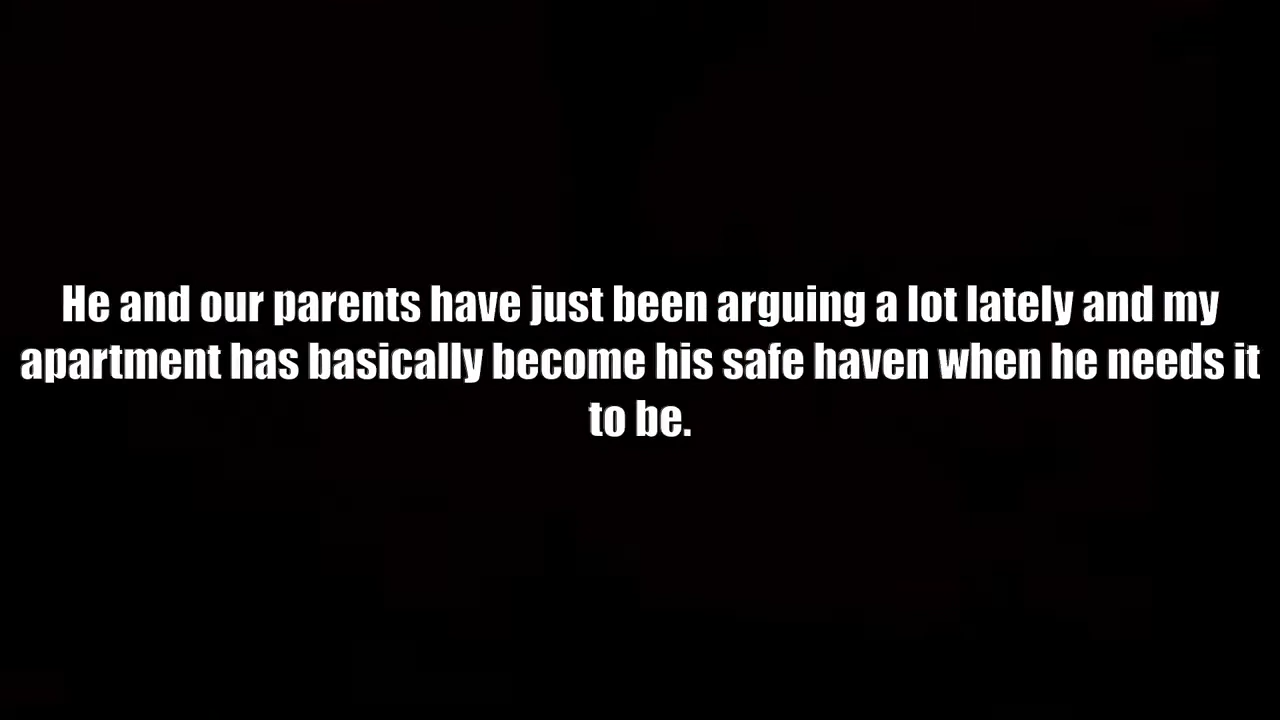 He and our parents have just been arguing a lot lately and my
apartment has basically become his safe haven when he needs it
to be.